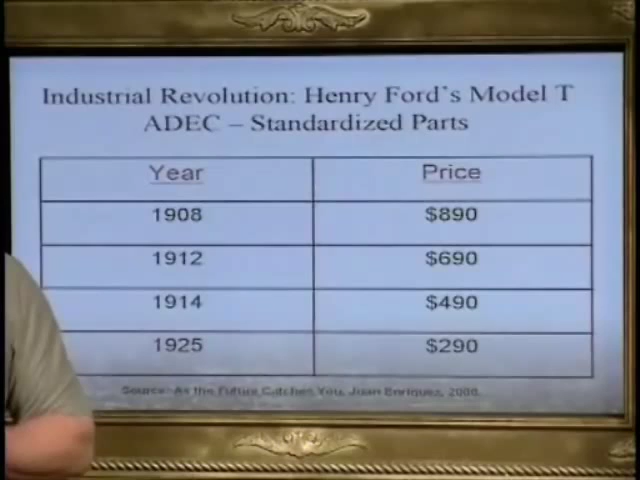 Industrial Revolution: Henry Ford's Model T
ADEC – Standardized Parts
Year Price
1908 $890
1912 $690
1914 $490
1925 $290
Source: As the Future Catches You, Juan Enriquez, 2000.